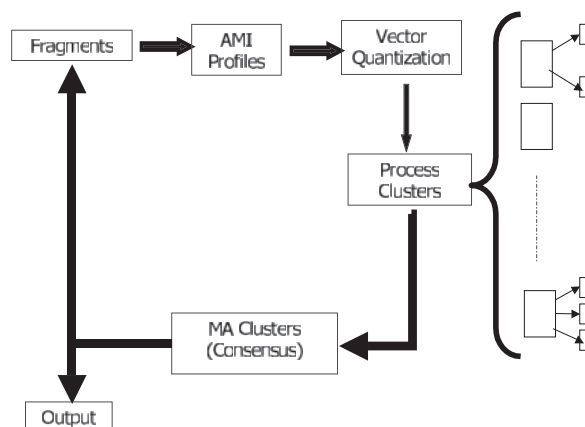 Fragments
AMI
Profiles
Vector
Quantization
Process
Clusters
MA Clusters
(Consensus)
Output